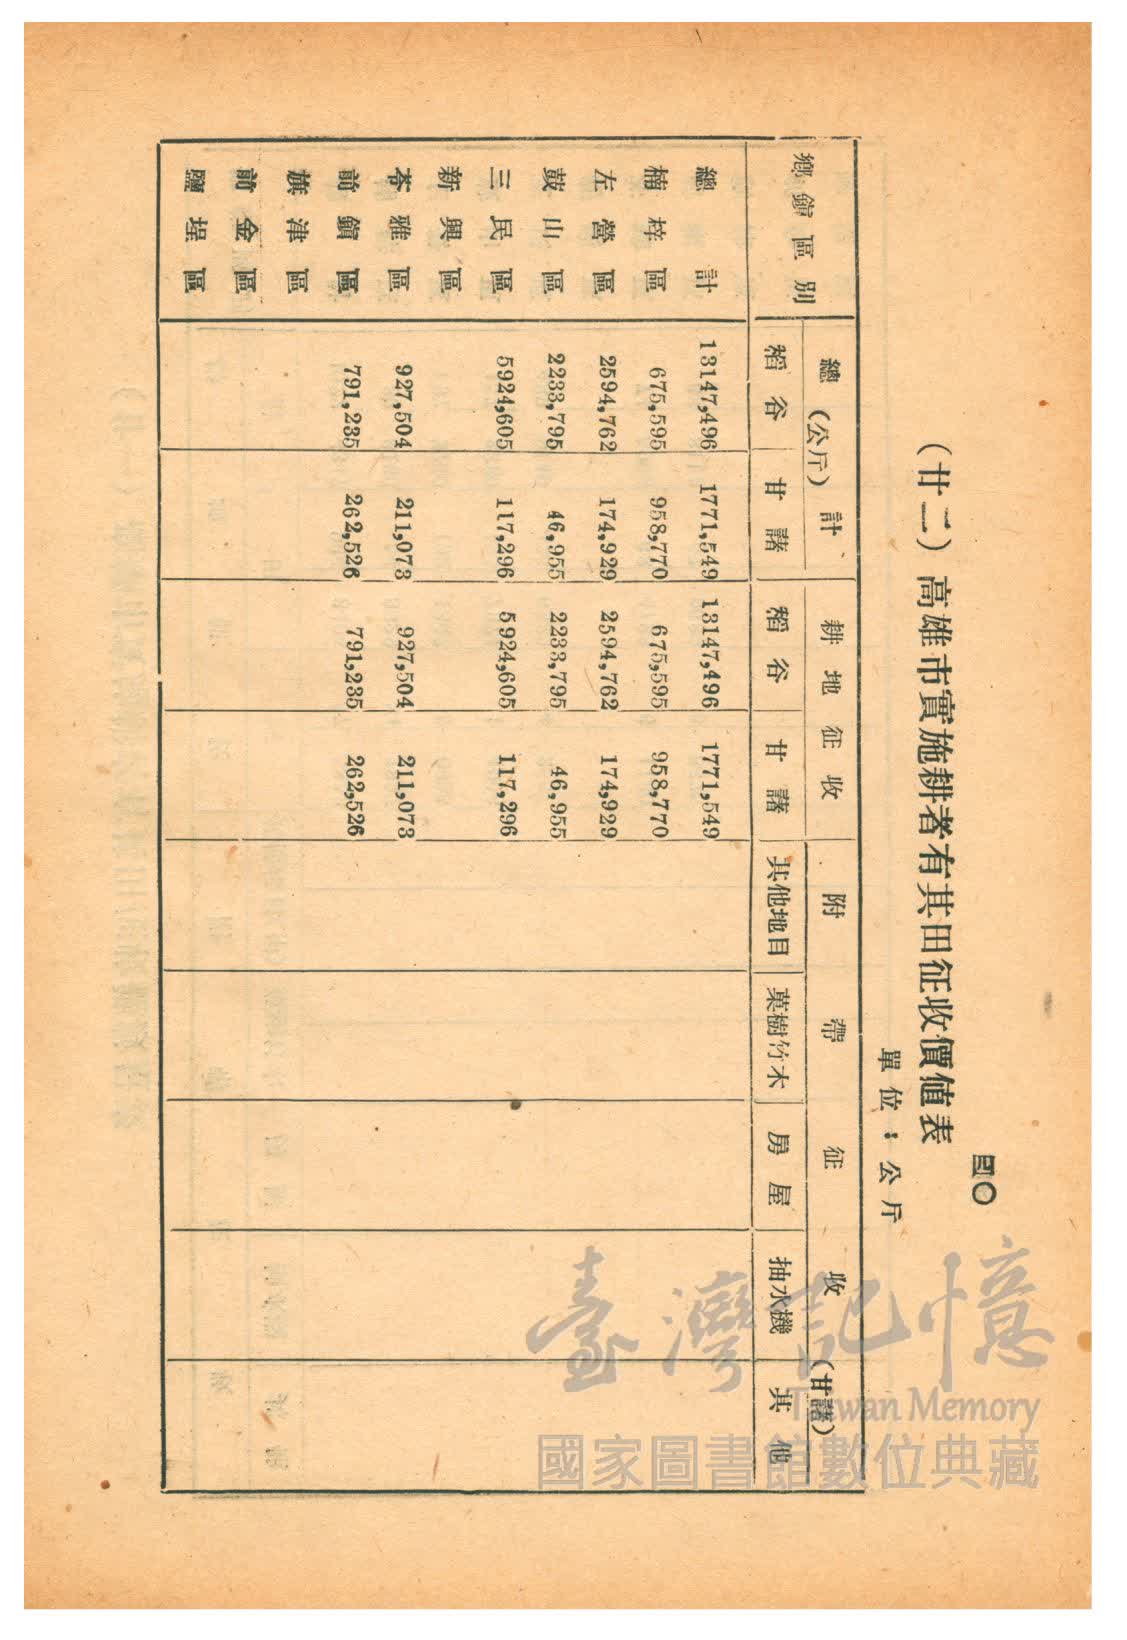 四〇
(廿二) 高雄市實施耕者有其田征收價值表
單位：公斤
鄉鎭區別 總計(公斤) 耕地征收 附帶征收(甘藷)
稻谷 甘藷 稻谷 甘藷 其他地目 菓樹竹木 房屋 抽水機 其他
總計 13147,496 1771,549 13147,496 1771,549
楠梓區 675,595 958,770 675,595 958,770
左營區 2594,762 174,929 2594,762 174,929
鼓山區 2233,795 46,955 2233,795 46,955
三民區 5924,605 117,296 5924,605 117,296
新興區
苓雅區 927,504 211,073 927,504 211,073
前鎭區 791,235 262,526 791,235 262,526
旗津區
前金區
鹽埕區
臺灣記憶
Taiwan Memory
國家圖書館數位典藏